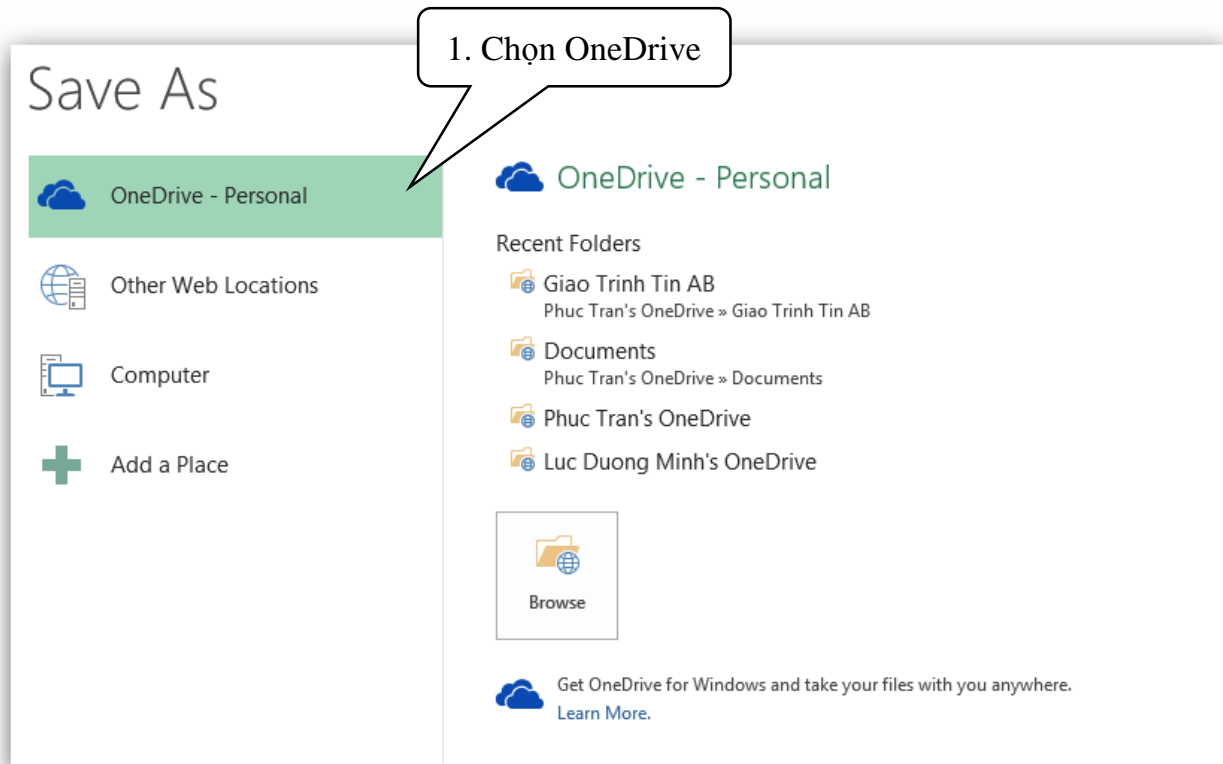 1. Chọn OneDrive
Save As
OneDrive - Personal
Other Web Locations
Computer
Add a Place
OneDrive - Personal
Recent Folders
Giao Trinh Tin AB
Phuc Tran's OneDrive » Giao Trinh Tin AB
Documents
Phuc Tran's OneDrive » Documents
Phuc Tran's OneDrive
Luc Duong Minh's OneDrive
Browse
Get OneDrive for Windows and take your files with you anywhere.
Learn More.